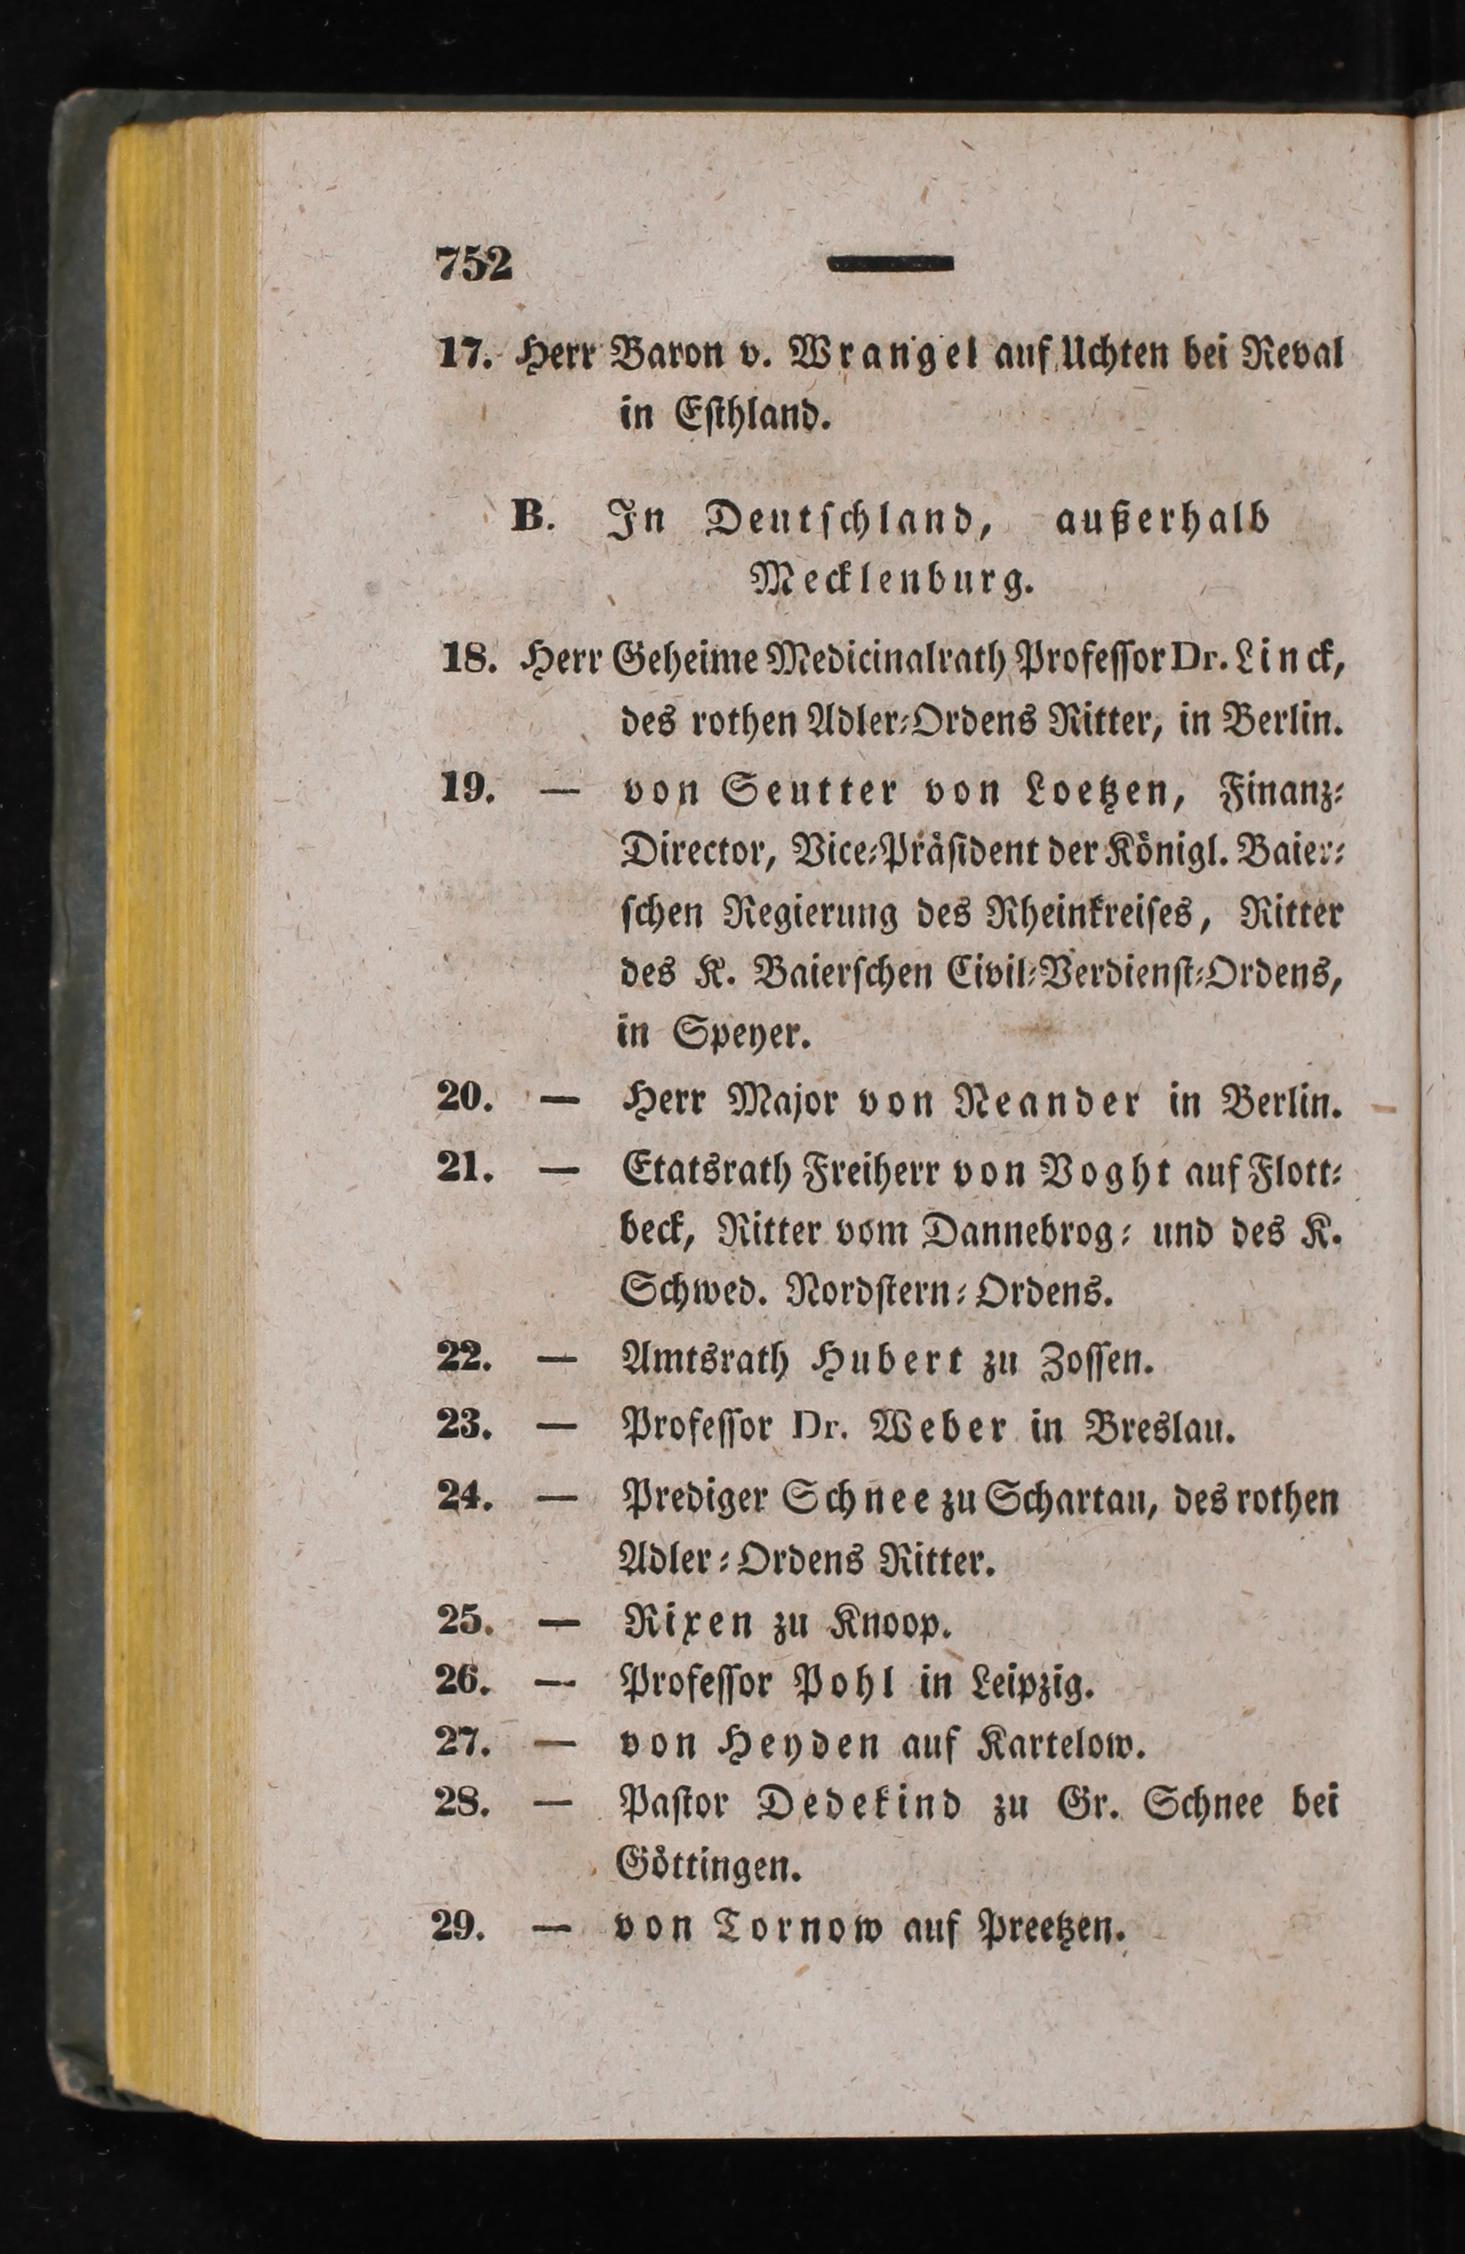 752
17. Herr Baron v. Wrangel auf Uchten bei Reval
in Esthland.
B. In Deutschland, außerhalb
Mecklenburg.
18. Herr Geheime Medicinalrath Professor Dr. Linck,
des rothen Adler-Ordens Ritter, in Berlin.
19. — von Seutter von Loetzen, Finanz-
Director, Vice-Präsident der Königl. Baier-
schen Regierung des Rheinkreises, Ritter
des K. Baierschen Civil-Verdienst-Ordens,
in Speyer.
20. — Herr Major von Neander in Berlin.
21. — Etatsrath Freiherr von Voght auf Flott-
beck, Ritter vom Dannebrog- und des K.
Schwed. Nordstern-Ordens.
22. — Amtsrath Hubert zu Zossen.
23. — Professor Dr. Weber in Breslau.
24. — Prediger Schnee zu Schartau, des rothen
Adler-Ordens Ritter.
25. — Rixen zu Knoop.
26. — Professor Pohl in Leipzig.
27. — von Heyden auf Kartelow.
28. — Pastor Dedekind zu Gr. Schnee bei
Göttingen.
29. — von Tornow auf Preetzen.